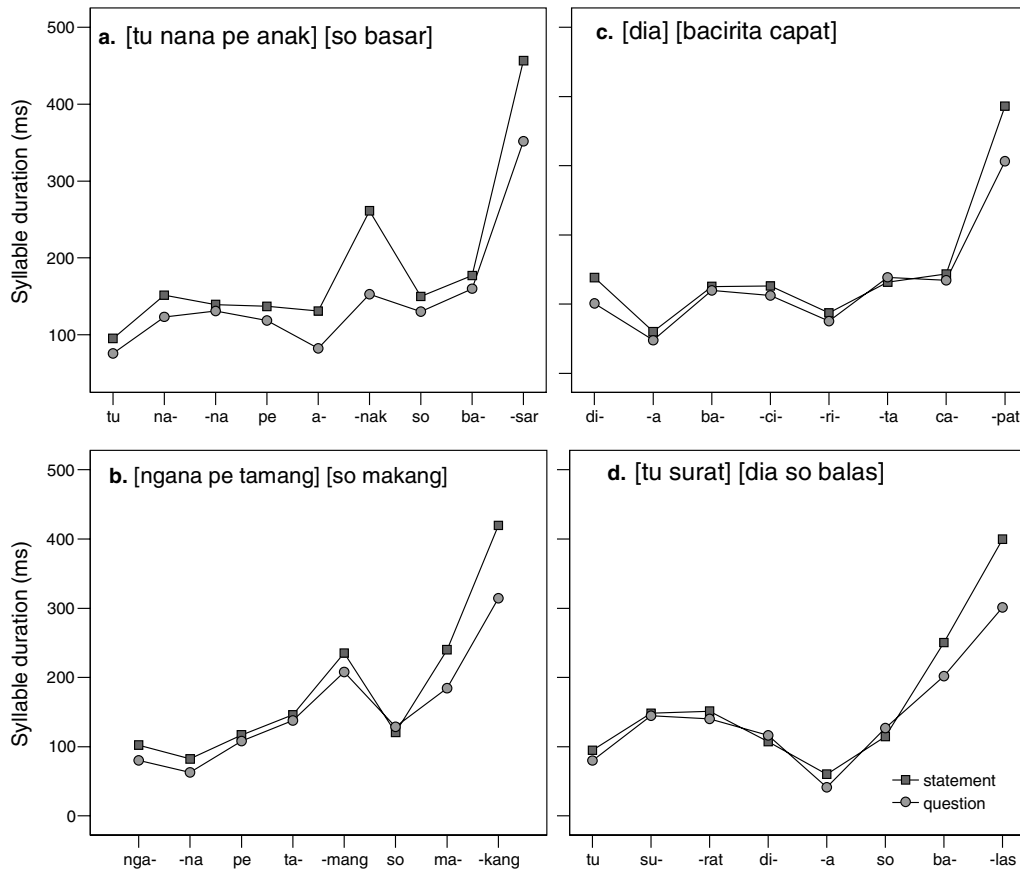 a. [tu nana pe anak] [so basar]
Syllable duration (ms)
500
400
300
200
100
tu na- -na pe a- -nak so ba- -sar
c. [dia] [bacirita capat]
di- -a ba- -ci- -ri- -ta ca- -pat
b. [ngana pe tamang] [so makang]
Syllable duration (ms)
500
400
300
200
100
0
nga- -na pe ta- -mang so ma- -kang
d. [tu surat] [dia so balas]
statement
question
tu su- -rat di- -a so ba- -las